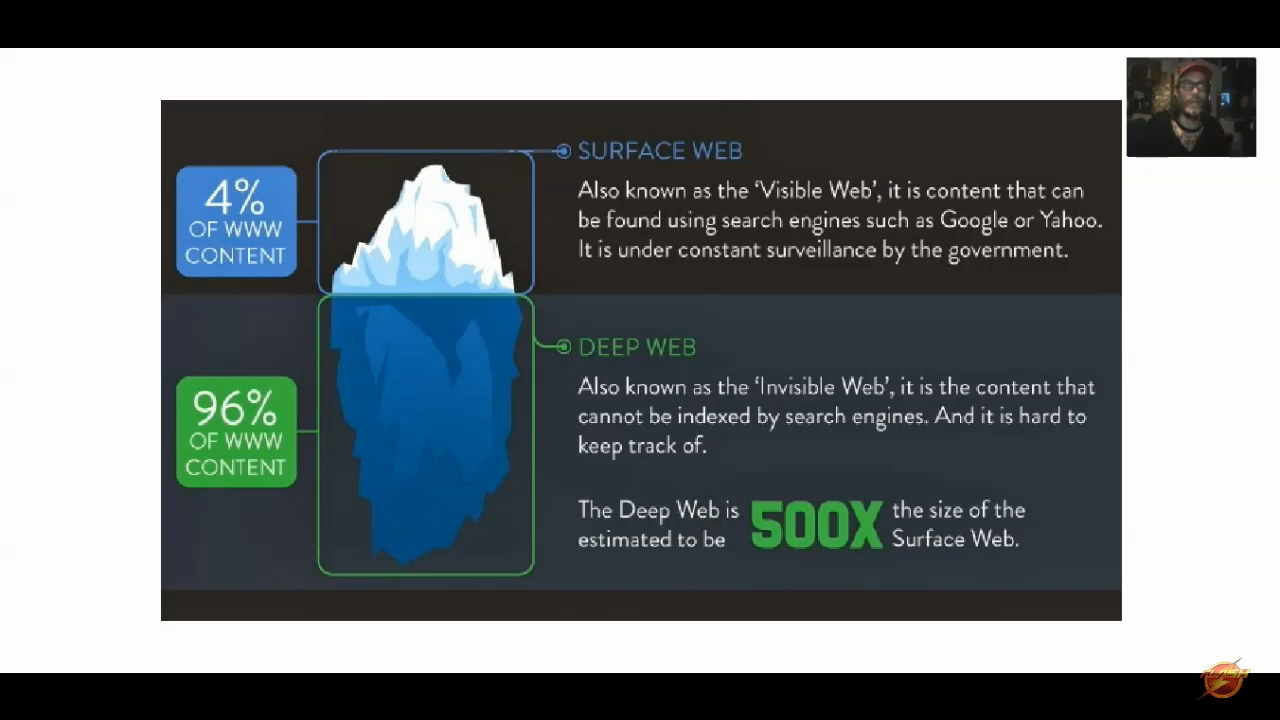 4%
OF WWW
CONTENT
SURFACE WEB
Also known as the ‘Visible Web’, it is content that can
be found using search engines such as Google or Yahoo.
It is under constant surveillance by the government.
96%
OF WWW
CONTENT
DEEP WEB
Also known as the ‘Invisible Web’, it is the content that
cannot be indexed by search engines. And it is hard to
keep track of.
The Deep Web is
estimated to be
500X
the size of the
Surface Web.